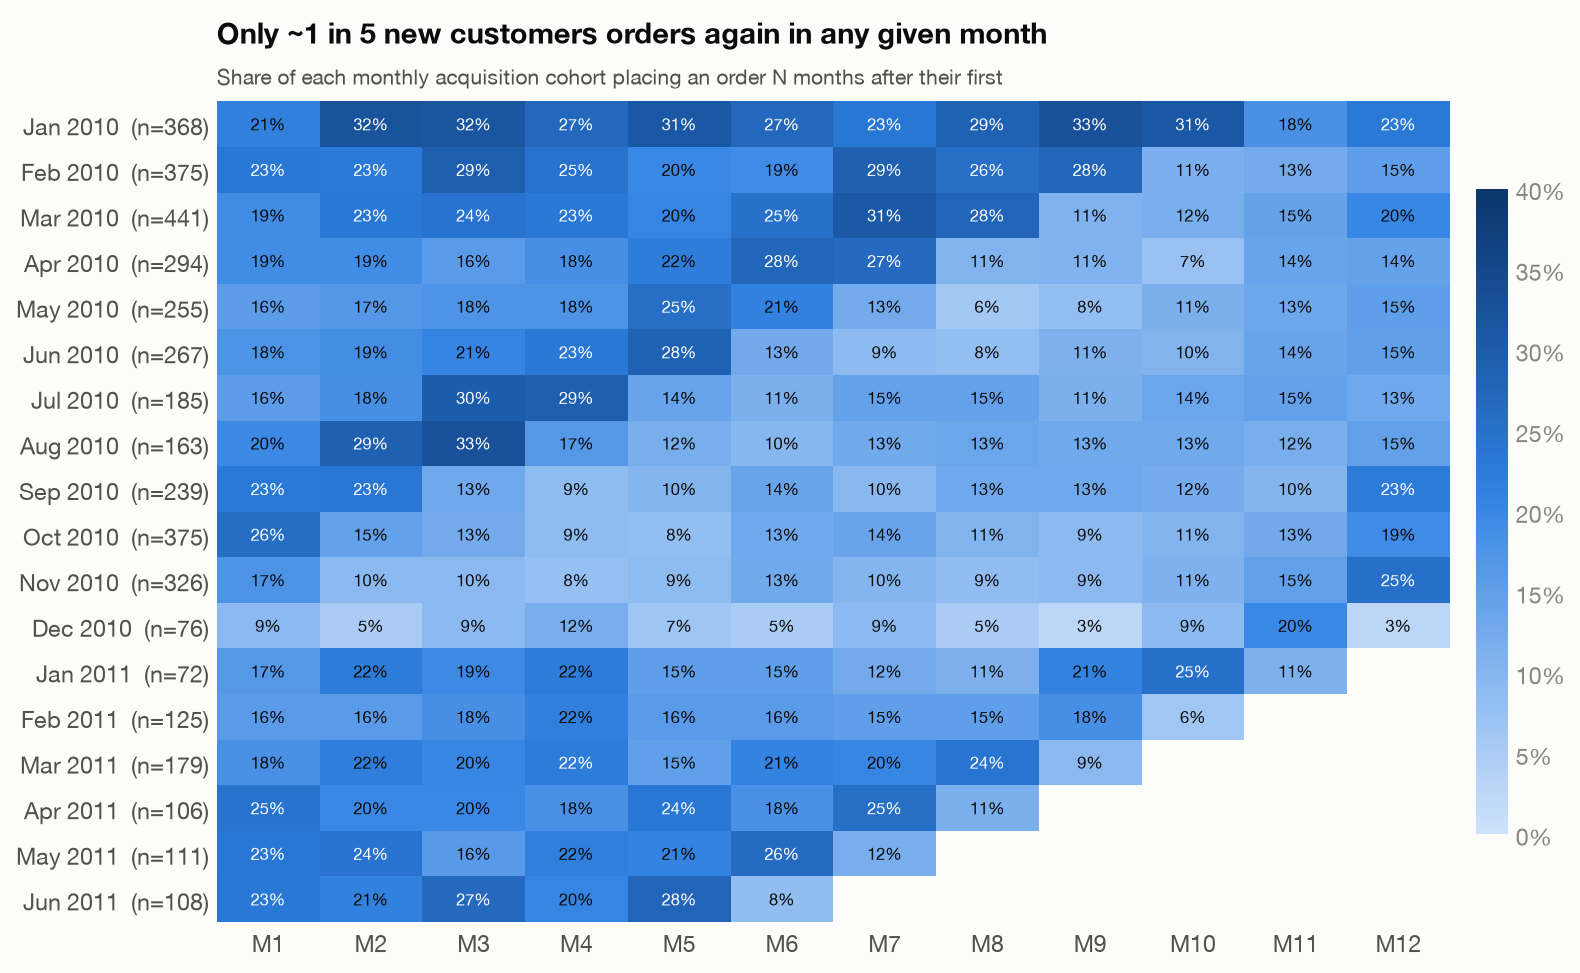 Only ~1 in 5 new customers orders again in any given month
Share of each monthly acquisition cohort placing an order N months after their first
Jan 2010 (n=368) 21% 32% 32% 27% 31% 27% 23% 29% 33% 31% 18% 23%
Feb 2010 (n=375) 23% 23% 29% 25% 20% 19% 29% 26% 28% 11% 13% 15%
Mar 2010 (n=441) 19% 23% 24% 23% 20% 25% 31% 28% 11% 12% 15% 20%
Apr 2010 (n=294) 19% 19% 16% 18% 22% 28% 27% 11% 11% 7% 14% 14%
May 2010 (n=255) 16% 17% 18% 18% 25% 21% 13% 6% 8% 11% 13% 15%
Jun 2010 (n=267) 18% 19% 21% 23% 28% 13% 9% 8% 11% 10% 14% 15%
Jul 2010 (n=185) 16% 18% 30% 29% 14% 11% 15% 15% 11% 14% 15% 13%
Aug 2010 (n=163) 20% 29% 33% 17% 12% 10% 13% 13% 13% 13% 12% 15%
Sep 2010 (n=239) 23% 23% 13% 9% 10% 14% 10% 13% 13% 12% 10% 23%
Oct 2010 (n=375) 26% 15% 13% 9% 8% 13% 14% 11% 9% 11% 13% 19%
Nov 2010 (n=326) 17% 10% 10% 8% 9% 13% 10% 9% 9% 11% 15% 25%
Dec 2010 (n=76) 9% 5% 9% 12% 7% 5% 9% 5% 3% 9% 20% 3%
Jan 2011 (n=72) 17% 22% 19% 22% 15% 15% 12% 11% 21% 25% 11%
Feb 2011 (n=125) 16% 16% 18% 22% 16% 16% 15% 15% 18% 6%
Mar 2011 (n=179) 18% 22% 20% 22% 15% 21% 20% 24% 9%
Apr 2011 (n=106) 25% 20% 20% 18% 24% 18% 25% 11%
May 2011 (n=111) 23% 24% 16% 22% 21% 26% 12%
Jun 2011 (n=108) 23% 21% 27% 20% 28% 8%
M1 M2 M3 M4 M5 M6 M7 M8 M9 M10 M11 M12
40%
35%
30%
25%
20%
15%
10%
5%
0%